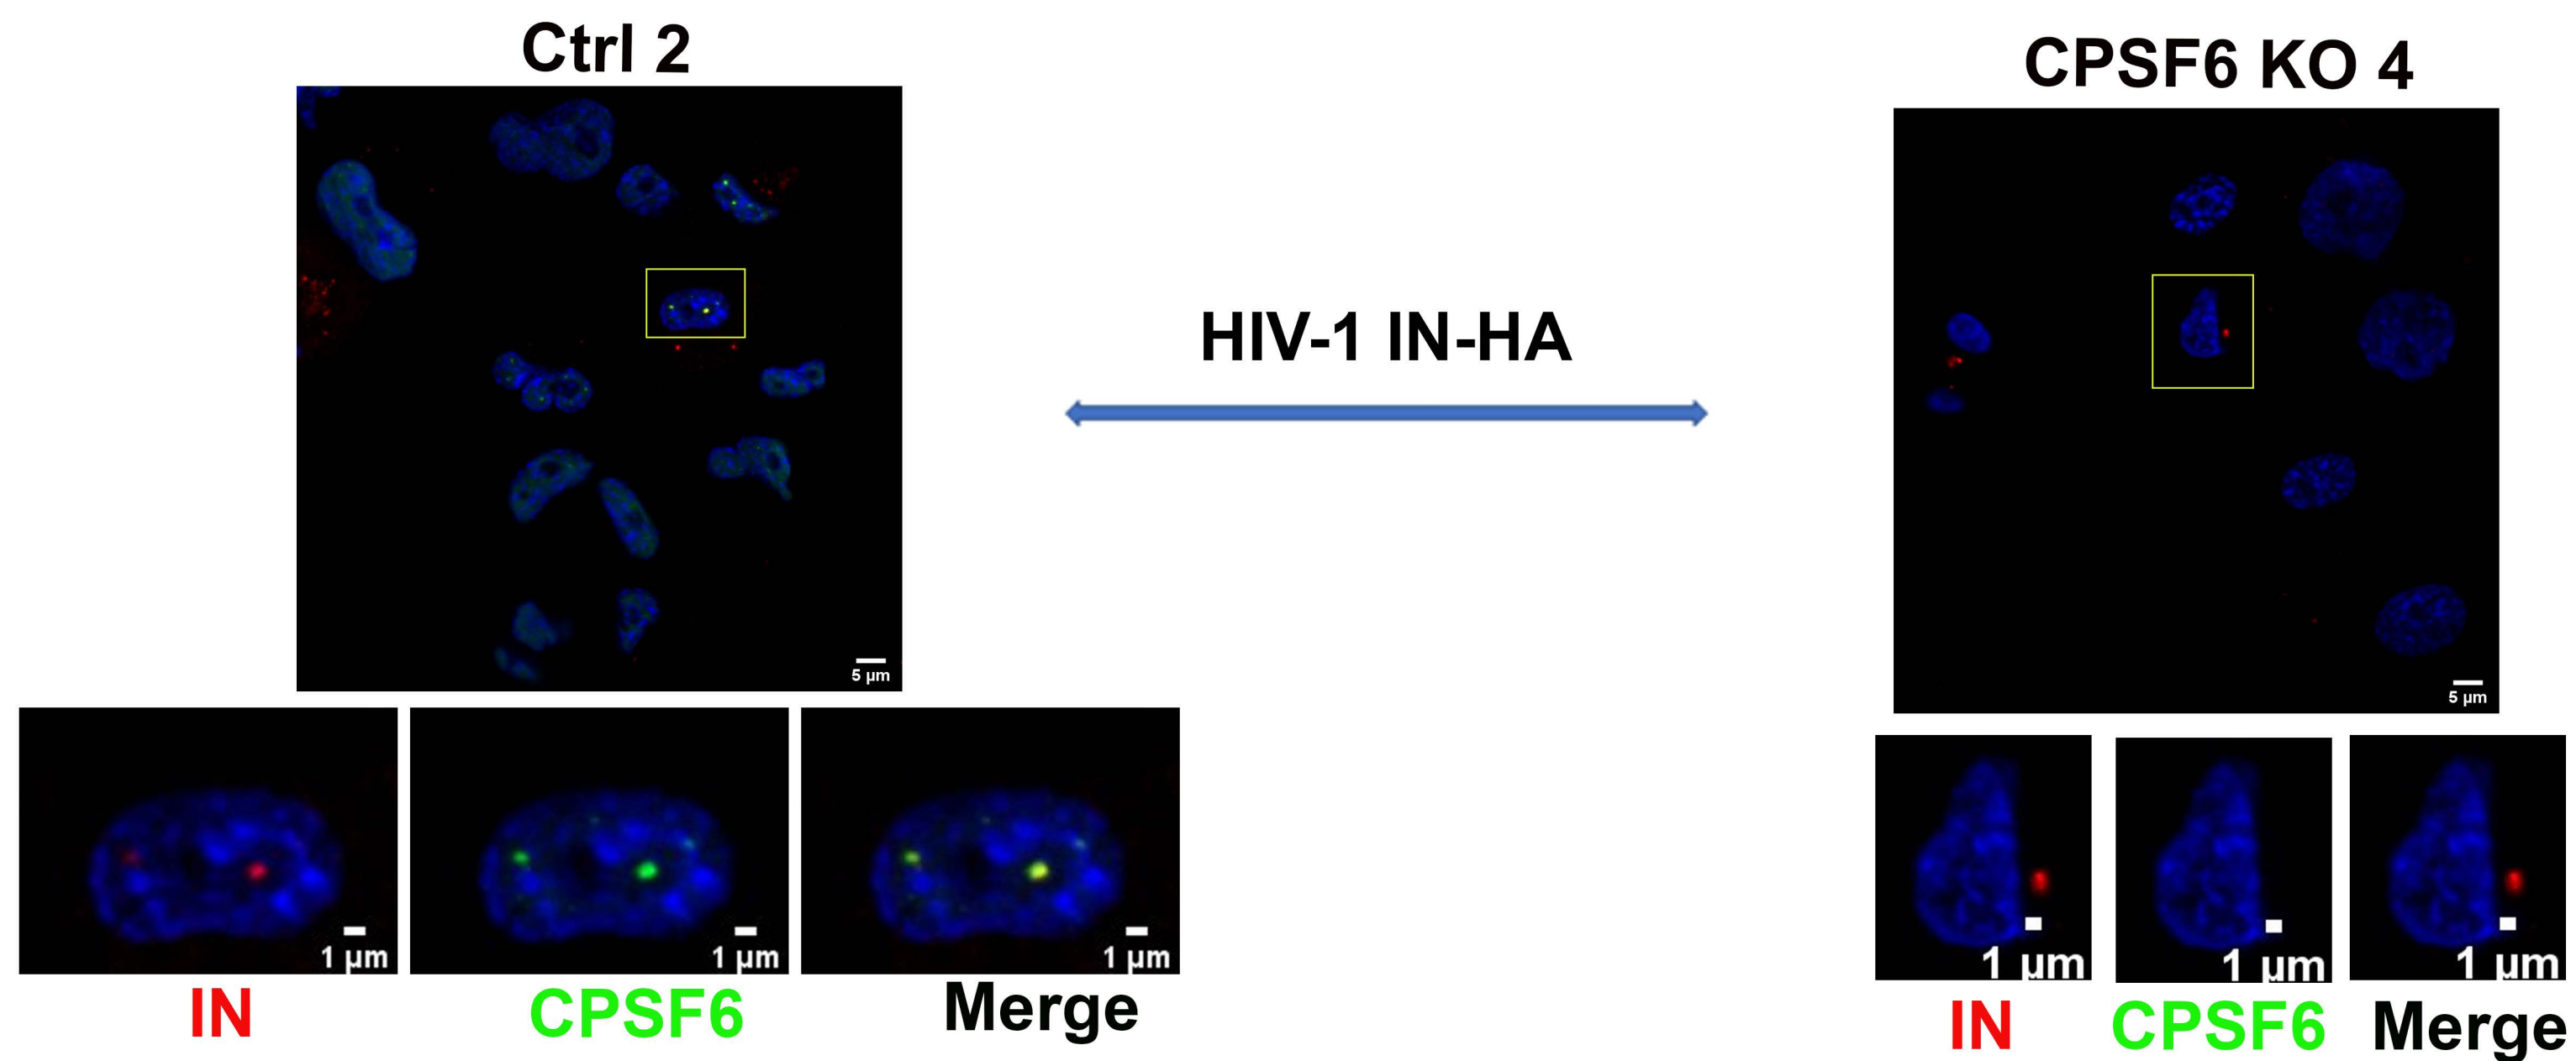 Ctrl 2
CPSF6 KO 4
HIV-1 IN-HA
5 µm
5 µm
1 µm
1 µm
1 µm
1 µm
1 µm
1 µm
IN
CPSF6
Merge
IN
CPSF6
Merge